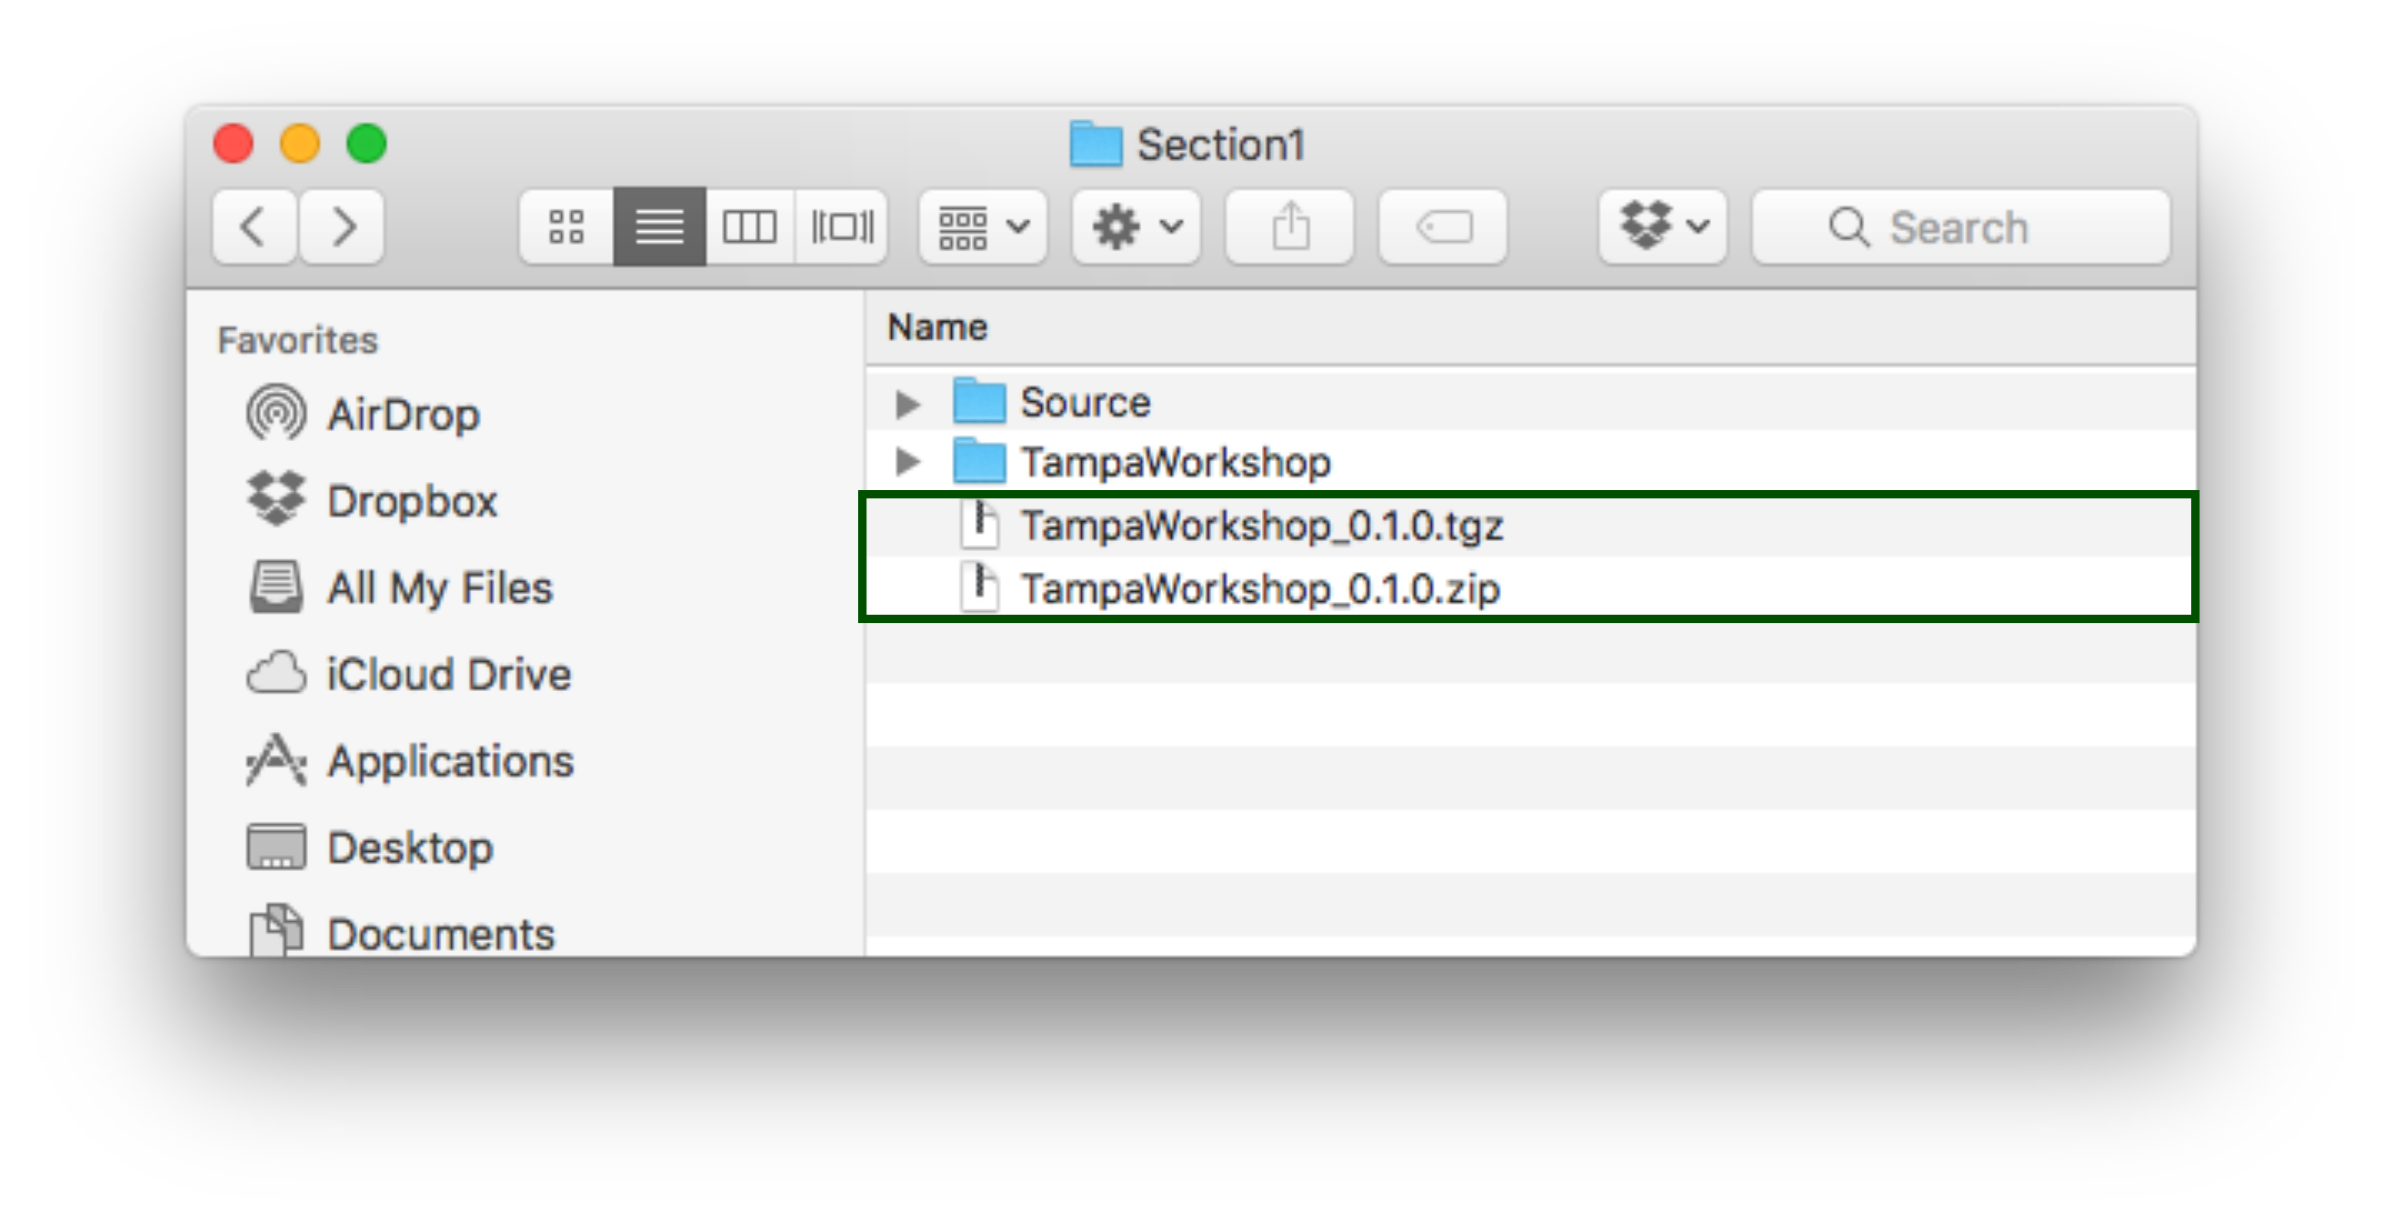 Section1
Search
Favorites
AirDrop
Dropbox
All My Files
iCloud Drive
Applications
Desktop
Documents
Name
Source
TampaWorkshop
TampaWorkshop_0.1.0.tgz
TampaWorkshop_0.1.0.zip